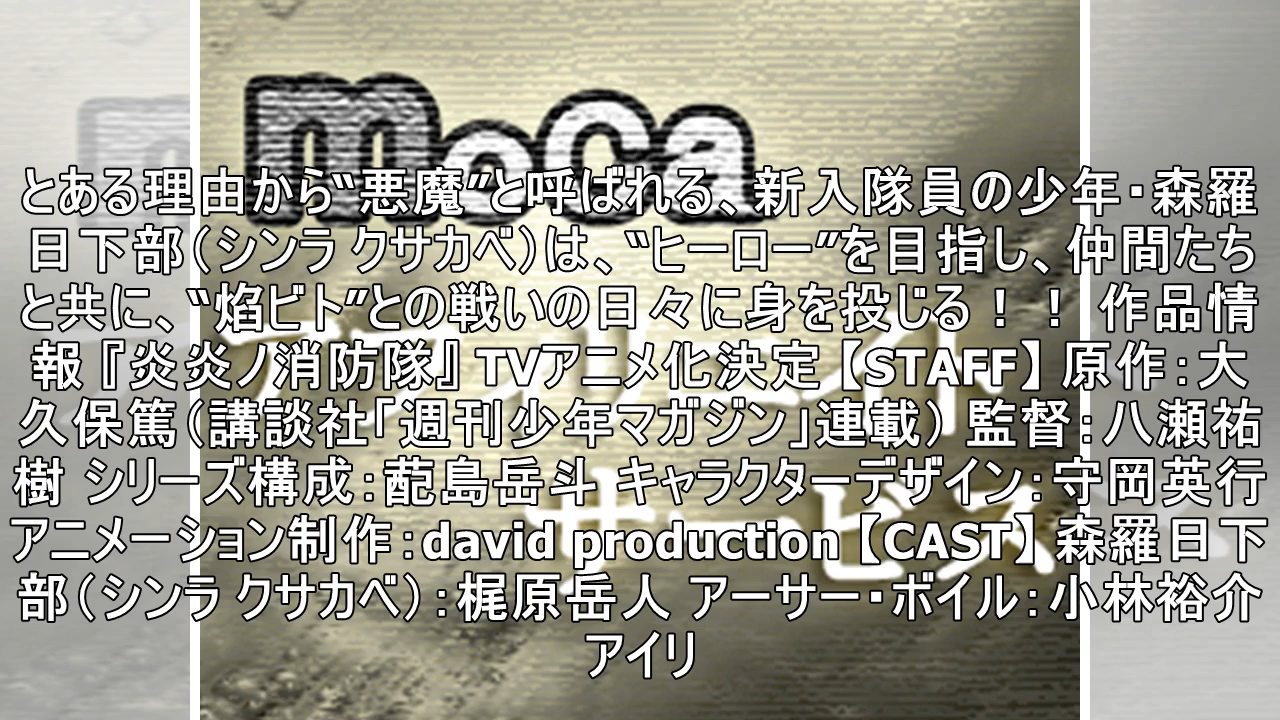 moca
とある理由から“悪魔”と呼ばれる、新入隊員の少年・森羅
日下部（シンラ クサカベ）は、“ヒーロー”を目指し、仲間たち
と共に、“焰ビト”との戦いの日々に身を投じる！！ 作品情
報『炎炎ノ消防隊』TVアニメ化決定【STAFF】原作：大
久保篤（講談社「週刊少年マガジン」連載） 監督：八瀬祐
樹 シリーズ構成：蓜島岳斗 キャラクターデザイン：守岡英行
アニメーション制作：david production【CAST】森羅日下
部（シンラ クサカベ）：梶原岳人 アーサー・ボイル：小林裕介
アイリ
サービス